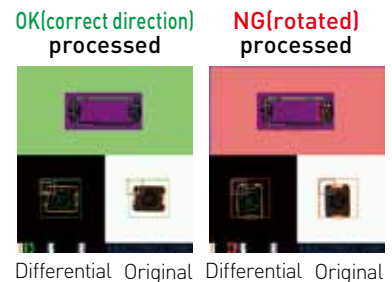 OK(correct direction)
processed
NG(rotated)
processed
Differential Original Differential Original